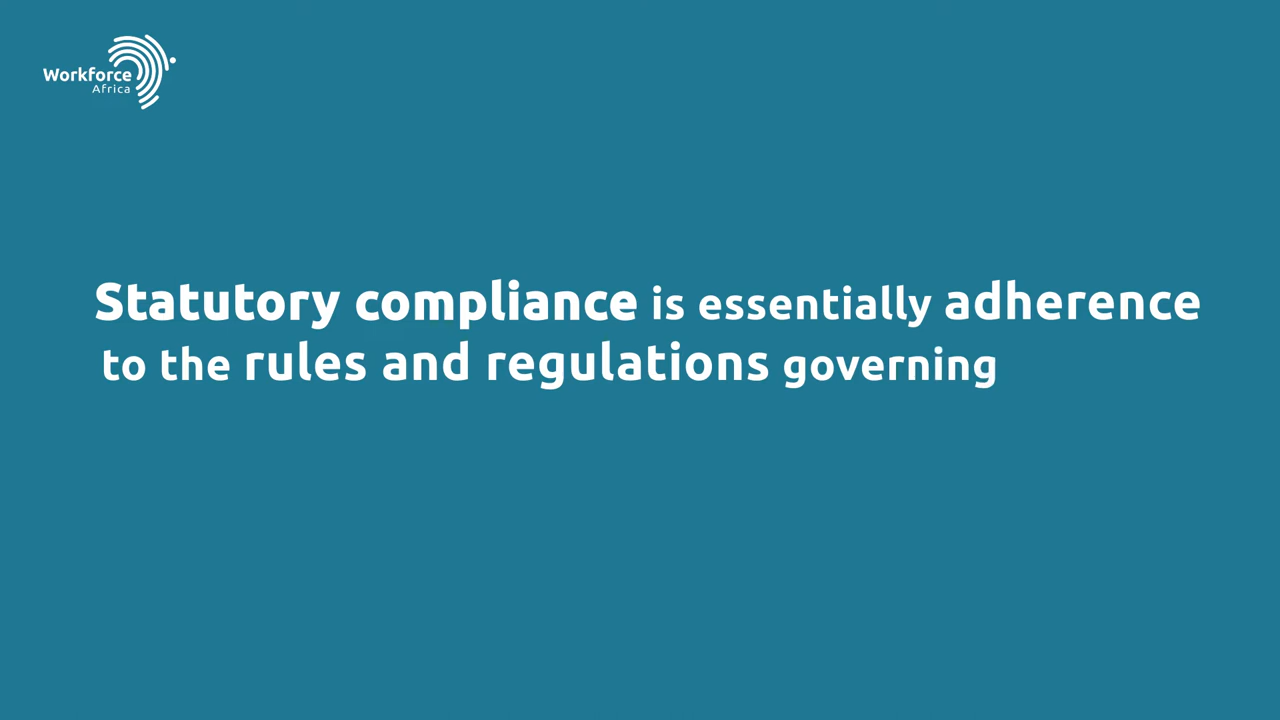 Workforce
Africa
Statutory compliance is essentially adherence
to the rules and regulations governing